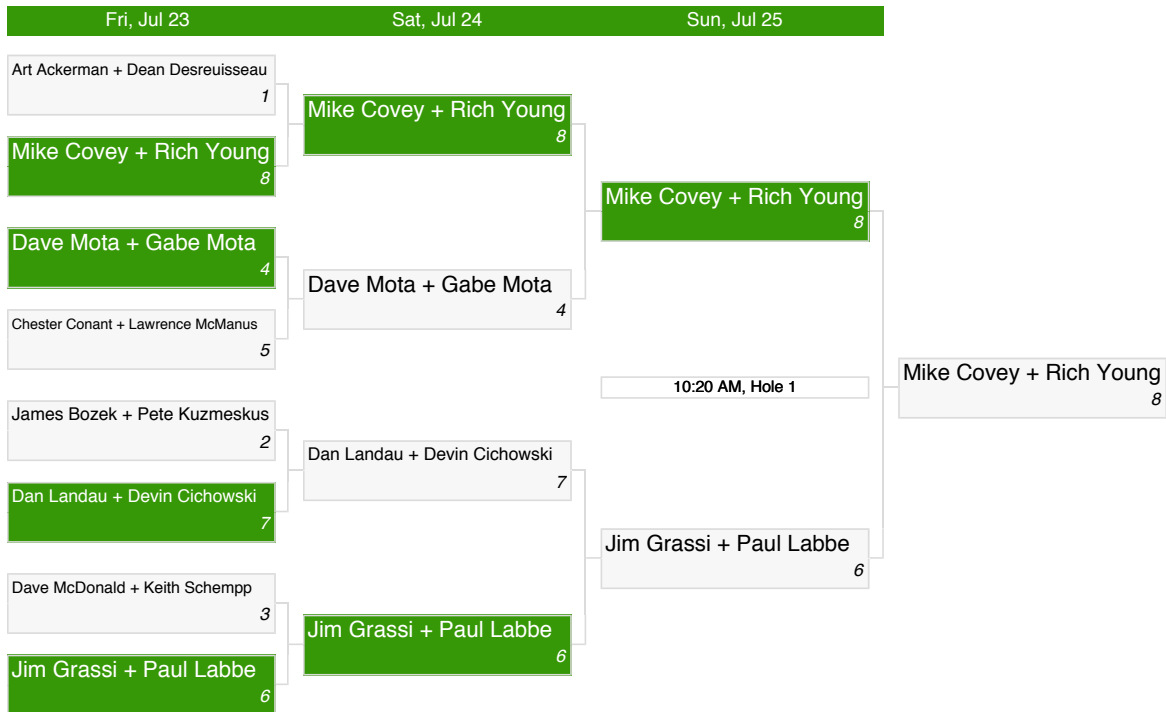 Fri, Jul 23
Sat, Jul 24
Sun, Jul 25
Art Ackerman + Dean Desreuisseau
1
Mike Covey + Rich Young
8
Dave Mota + Gabe Mota
4
Chester Conant + Lawrence McManus
5
James Bozek + Pete Kuzmeskus
2
Dan Landau + Devin Cichowski
7
Dave McDonald + Keith Schempp
3
Jim Grassi + Paul Labbe
6
Mike Covey + Rich Young
8
Dave Mota + Gabe Mota
4
Dan Landau + Devin Cichowski
7
Jim Grassi + Paul Labbe
6
Mike Covey + Rich Young
8
10:20 AM, Hole 1
Jim Grassi + Paul Labbe
6
Mike Covey + Rich Young
8